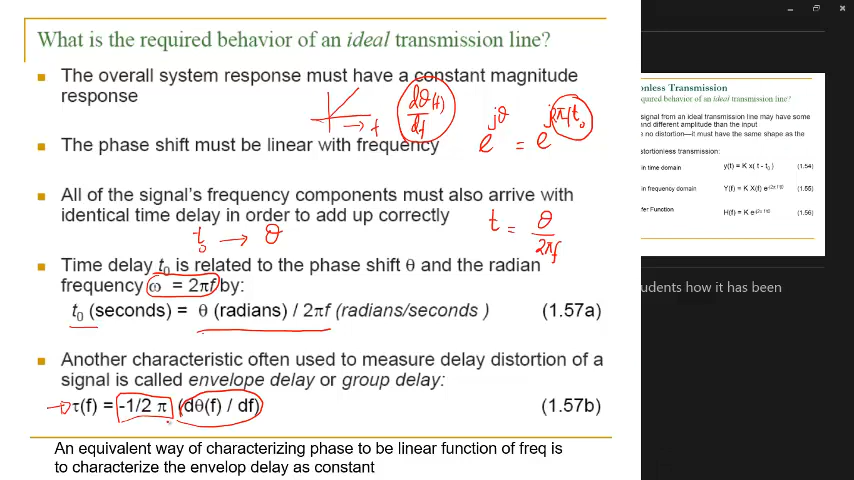 What is the required behavior of an ideal transmission line?
The overall system response must have a constant magnitude
response
dθ(f)
df
f
The phase shift must be linear with frequency
e^jθ = e^j2πf t₀
All of the signal's frequency components must also arrive with
identical time delay in order to add up correctly
t₀ → θ
t = θ
2πf
Time delay t₀ is related to the phase shift θ and the radian
frequency ω = 2πf by:
t₀ (seconds) = θ (radians) / 2πf (radians/seconds ) (1.57a)
Another characteristic often used to measure delay distortion of a
signal is called envelope delay or group delay:
τ(f) = -1/2 π (dθ(f) / df) (1.57b)
An equivalent way of characterizing phase to be linear function of freq is
to characterize the envelop delay as constant
onless Transmission
equired behavior of an ideal transmission line?
signal from an ideal transmission line may have some
and different amplitude than the input
e no distortion—it must have the same shape as the
stortionless transmission:
in time domain y(t) = K x( t - t₀ ) (1.54)
in frequency domain (1.55)
fer Function (1.56)
udents how it has been